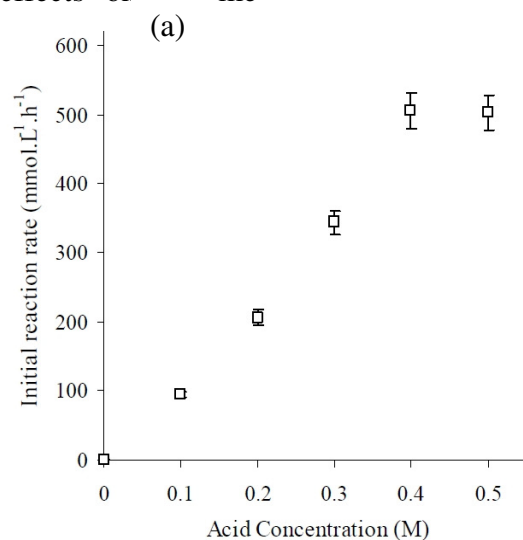 effects of the
(a)
600
500
400
300
200
100
0
Initial reaction rate (mmol.L⁻¹.h⁻¹)
0 0.1 0.2 0.3 0.4 0.5
Acid Concentration (M)